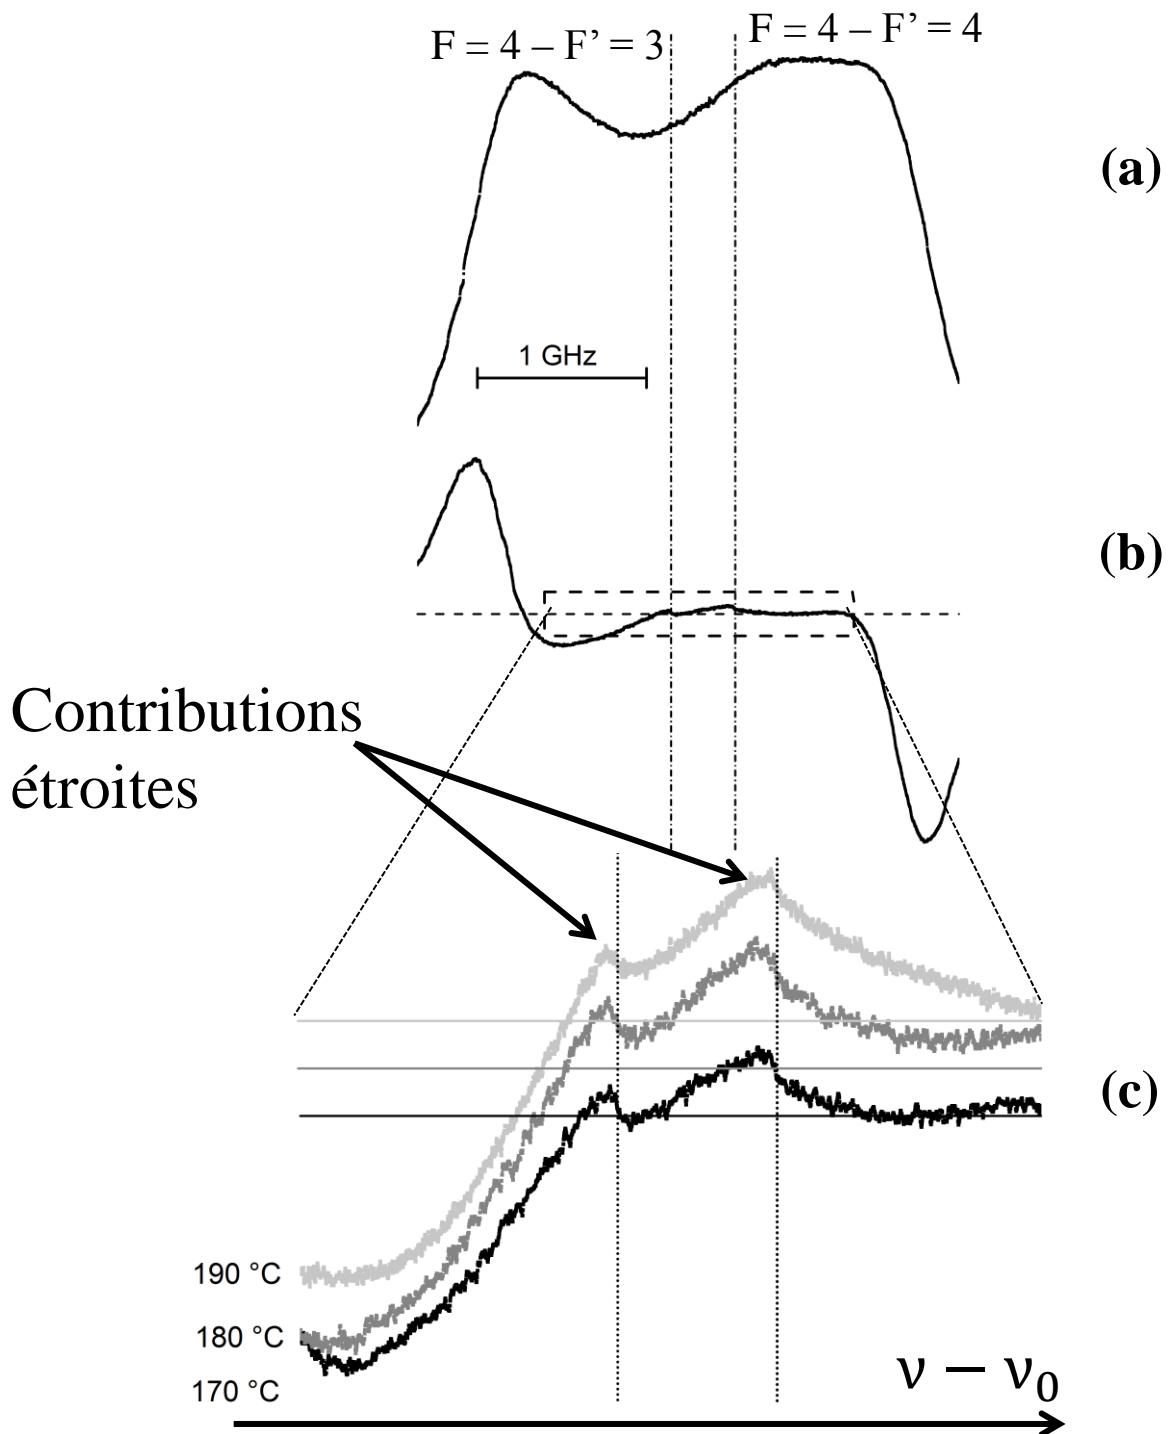 F = 4 – F’ = 3
F = 4 – F’ = 4
(a)
1 GHz
(b)
Contributions
étroites
(c)
190 °C
180 °C
170 °C
ν − ν₀